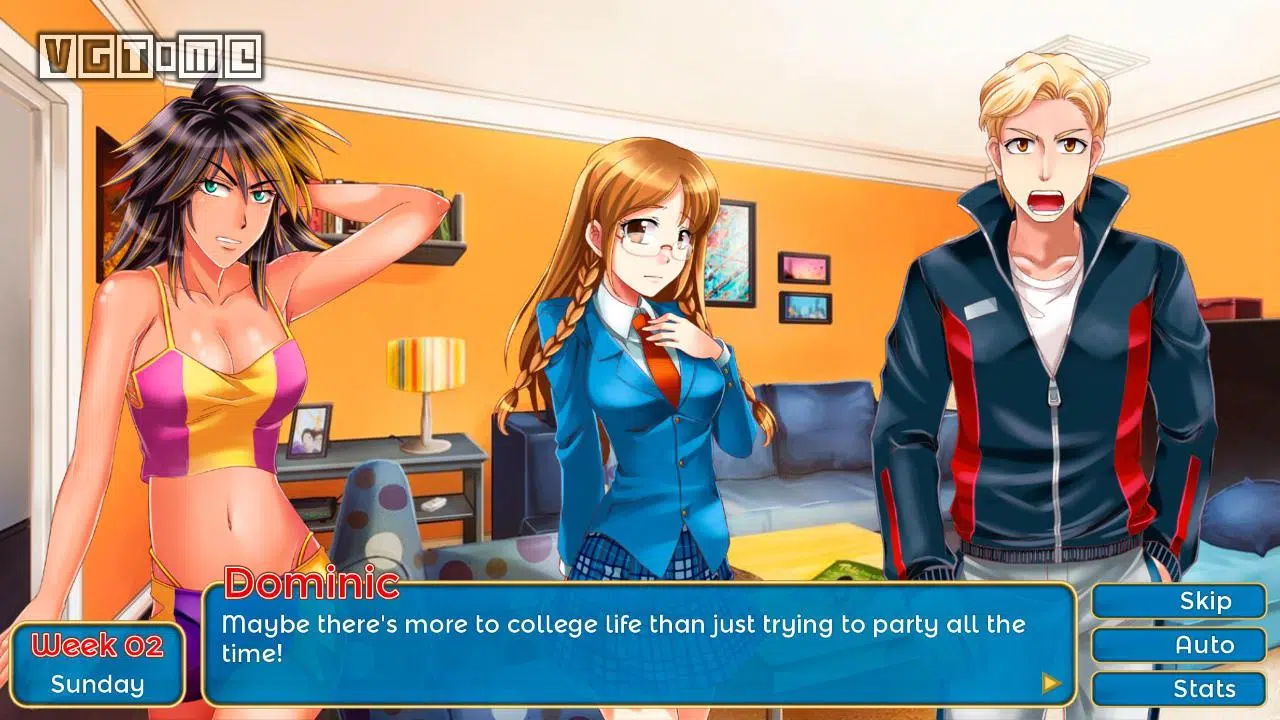 VGTIME
Dominic
Maybe there's more to college life than just trying to party all the
time!
Week 02
Sunday
Skip
Auto
Stats